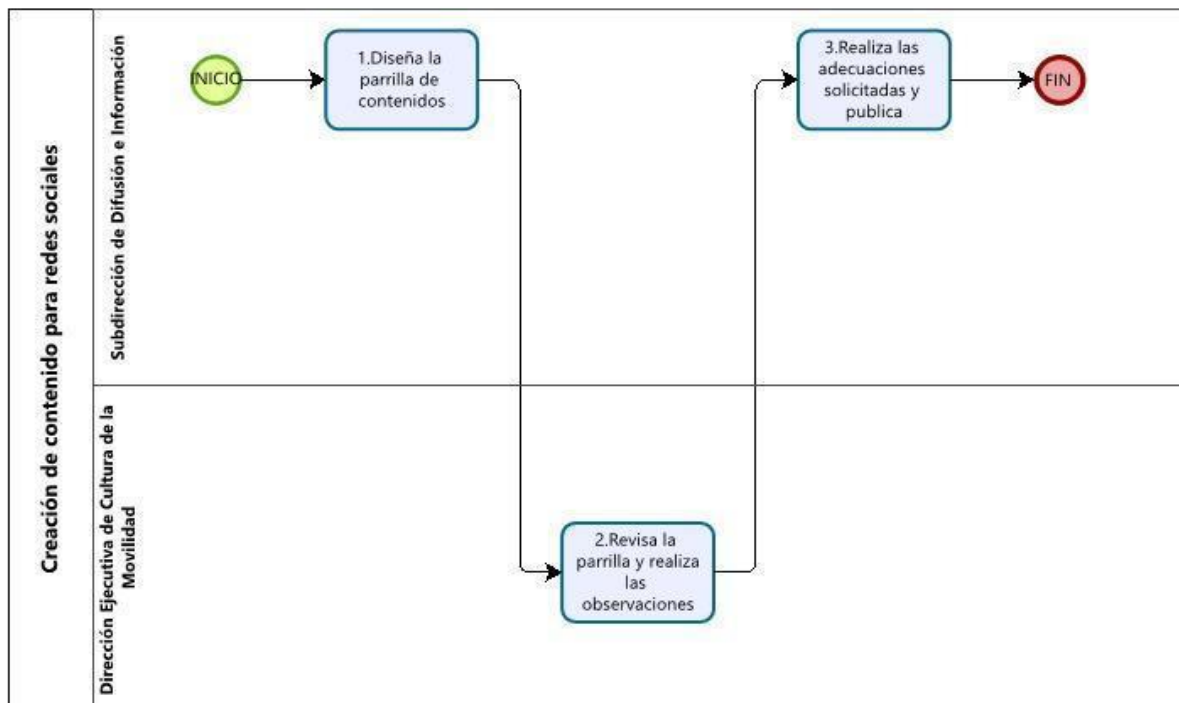 Creación de contenido para redes sociales
Subdirección de Difusión e Información
INICIO
1.Diseña la
parrilla de
contenidos
3.Realiza las
adecuaciones
solicitadas y
publica
FIN
Dirección Ejecutiva de Cultura de la
Movilidad
2.Revisa la
parrilla y realiza
las
observaciones